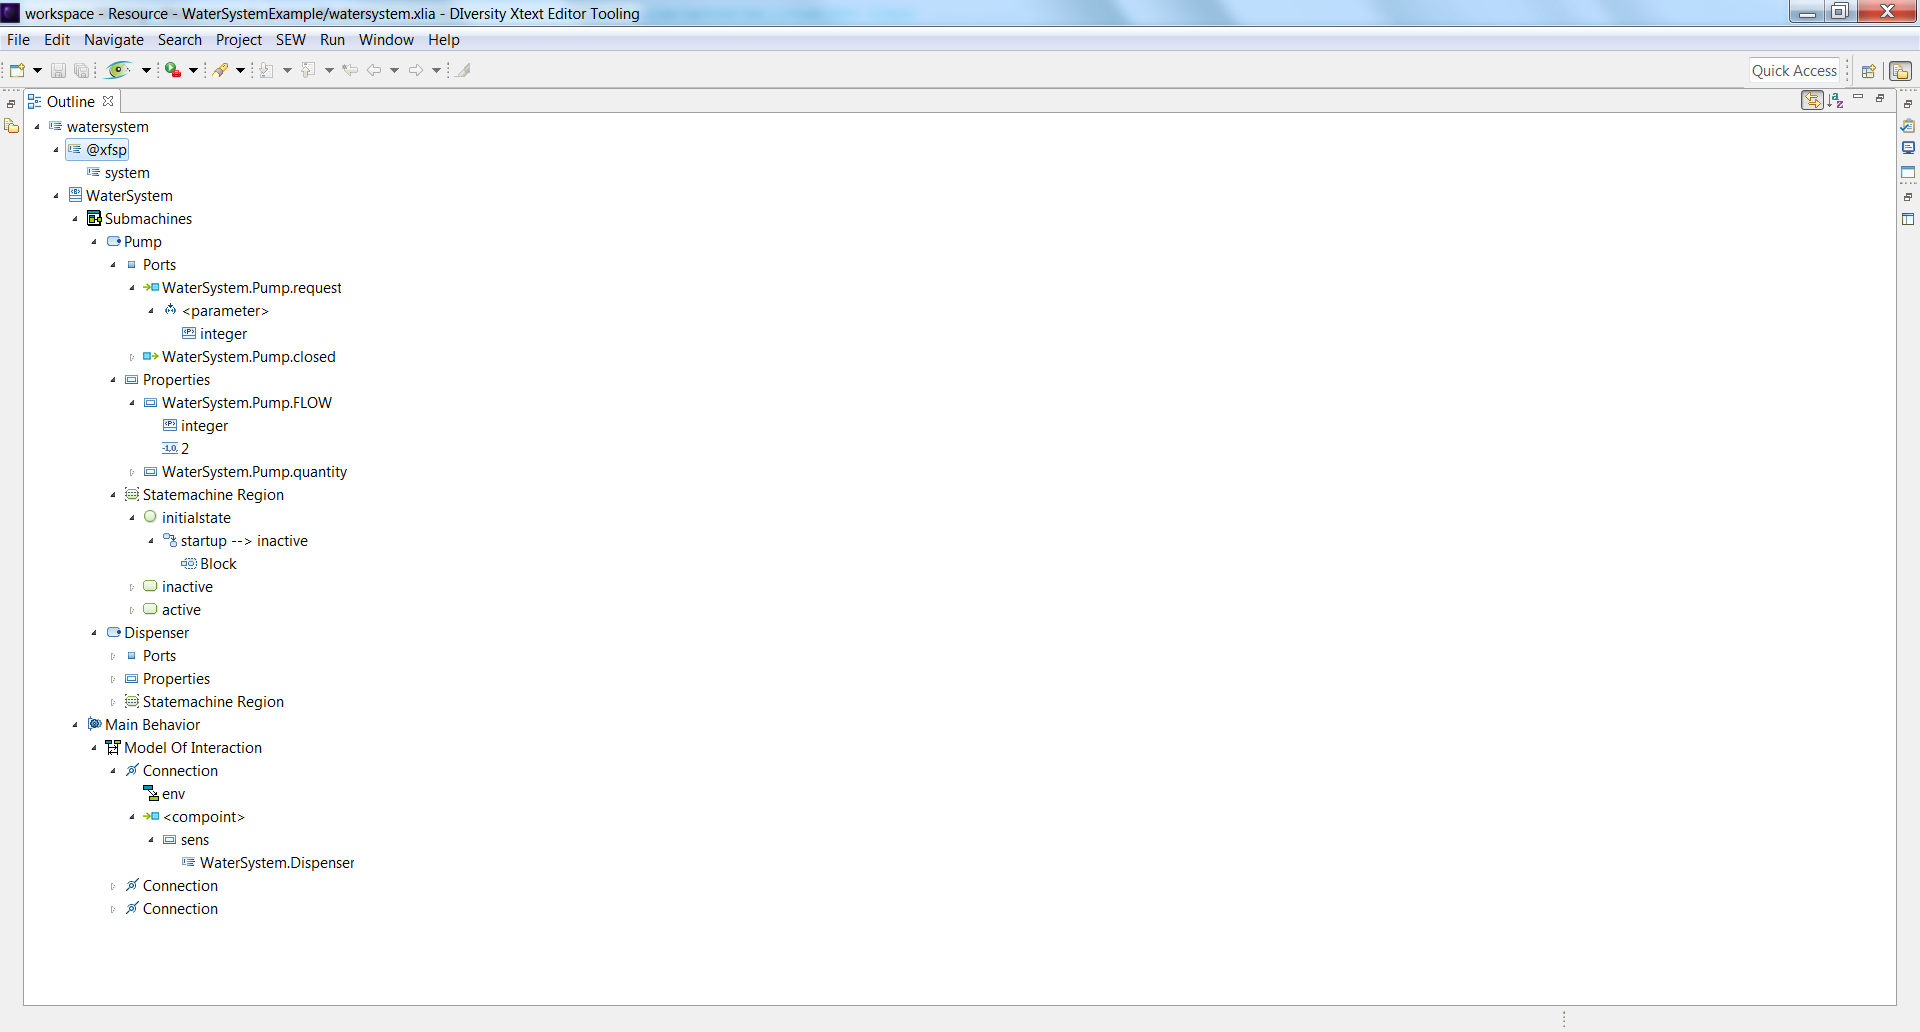 workspace - Resource - WaterSystemExample/watersystem.xlia - DIversity Xtext Editor Tooling
File Edit Navigate Search Project SEW Run Window Help
Quick Access
Outline
watersystem
@xfsp
system
WaterSystem
Submachines
Pump
Ports
WaterSystem.Pump.request
<parameter>
integer
WaterSystem.Pump.closed
Properties
WaterSystem.Pump.FLOW
integer
2
WaterSystem.Pump.quantity
Statemachine Region
initialstate
startup --> inactive
Block
inactive
active
Dispenser
Ports
Properties
Statemachine Region
Main Behavior
Model Of Interaction
Connection
env
<compoint>
sens
WaterSystem.Dispenser
Connection
Connection